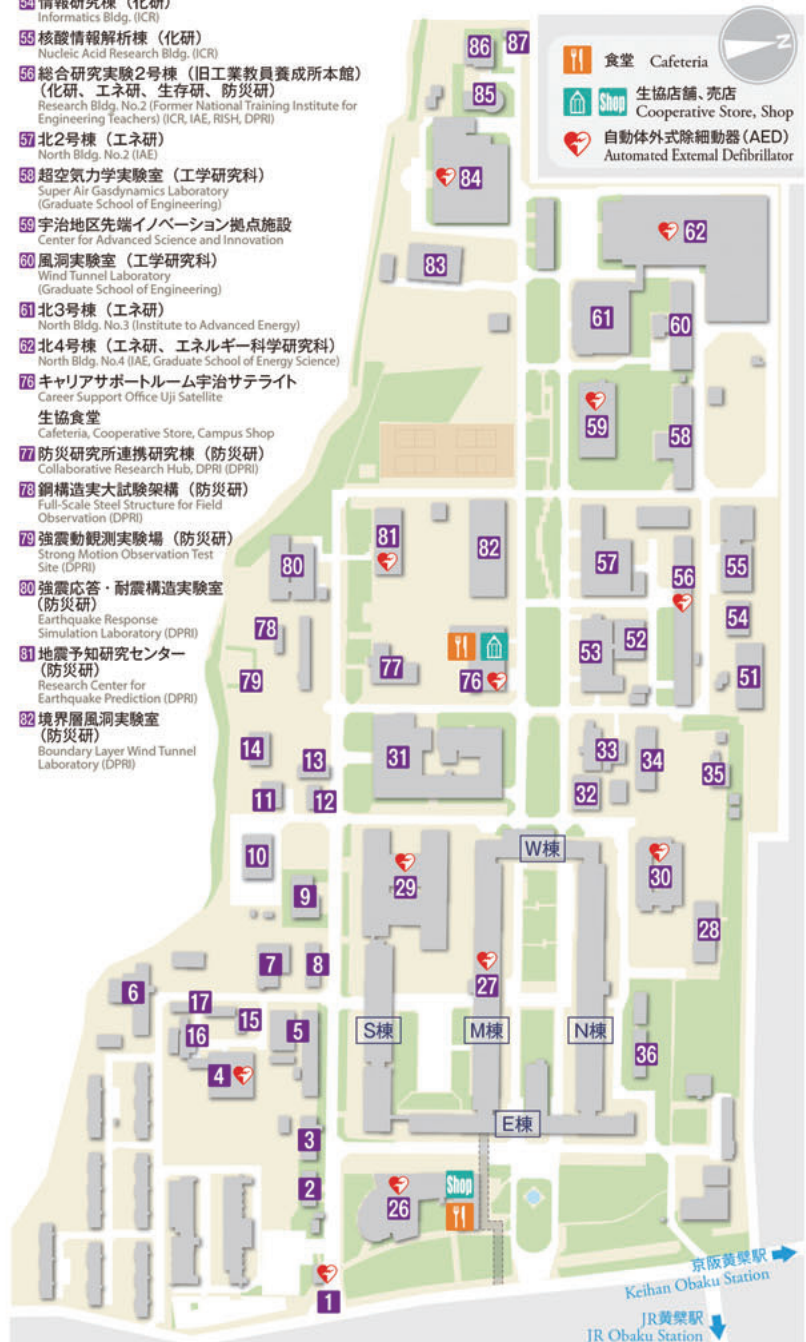 54 情報研究棟（化研）
Informatics Bldg. (ICR)
55 核酸情報解析棟（化研）
Nucleic Acid Research Bldg. (ICR)
56 総合研究実験2号棟（旧工業教員養成所本館）
（化研、エネ研、生存研、防災研）
Research Bldg. No.2 (Former National Training Institute for
Engineering Teachers) (ICR, IAE, RISH, DPRI)
57 北2号棟（エネ研）
North Bldg. No.2 (IAE)
58 超空気力学実験室（工学研究科）
Super Air Gasdynamics Laboratory
(Graduate School of Engineering)
59 宇治地区先端イノベーション拠点施設
Center for Advanced Science and Innovation
60 風洞実験室（工学研究科）
Wind Tunnel Laboratory
(Graduate School of Engineering)
61 北3号棟（エネ研）
North Bldg. No.3 (Institute to Advanced Energy)
62 北4号棟（エネ研、エネルギー科学研究科）
North Bldg. No.4 (IAE, Graduate School of Energy Science)
76 キャリアサポートルーム宇治サテライト
Career Support Office Uji Satellite
生協食堂
Cafeteria, Cooperative Store, Campus Shop
77 防災研究所連携研究棟（防災研）
Collaborative Research Hub, DPRI (DPRI)
78 鋼構造実大試験架構（防災研）
Full-Scale Steel Structure for Field
Observation (DPRI)
79 強震動観測実験場（防災研）
Strong Motion Observation Test
Site (DPRI)
80 強震応答・耐震構造実験室
（防災研）
Earthquake Response
Simulation Laboratory (DPRI)
81 地震予知研究センター
（防災研）
Research Center for
Earthquake Prediction (DPRI)
82 境界層風洞実験室
（防災研）
Boundary Layer Wind Tunnel
Laboratory (DPRI)
N
食堂 Cafeteria
Shop 生協店舗、売店
Cooperative Store, Shop
自動体外式除細動器（AED）
Automated External Defibrillator
86
87
85
84
62
83
61
60
59
58
81
82
57
56
55
80
78
53
52
54
77
76
51
79
14
13
31
33
34
35
11
12
32
W棟
10
29
30
9
28
7
8
27
6
17
15
5
S棟
M棟
N棟
16
36
4
E棟
3
2
26
Shop
1
京阪黄檗駅
Keihan Obaku Station
JR黄檗駅
JR Obaku Station